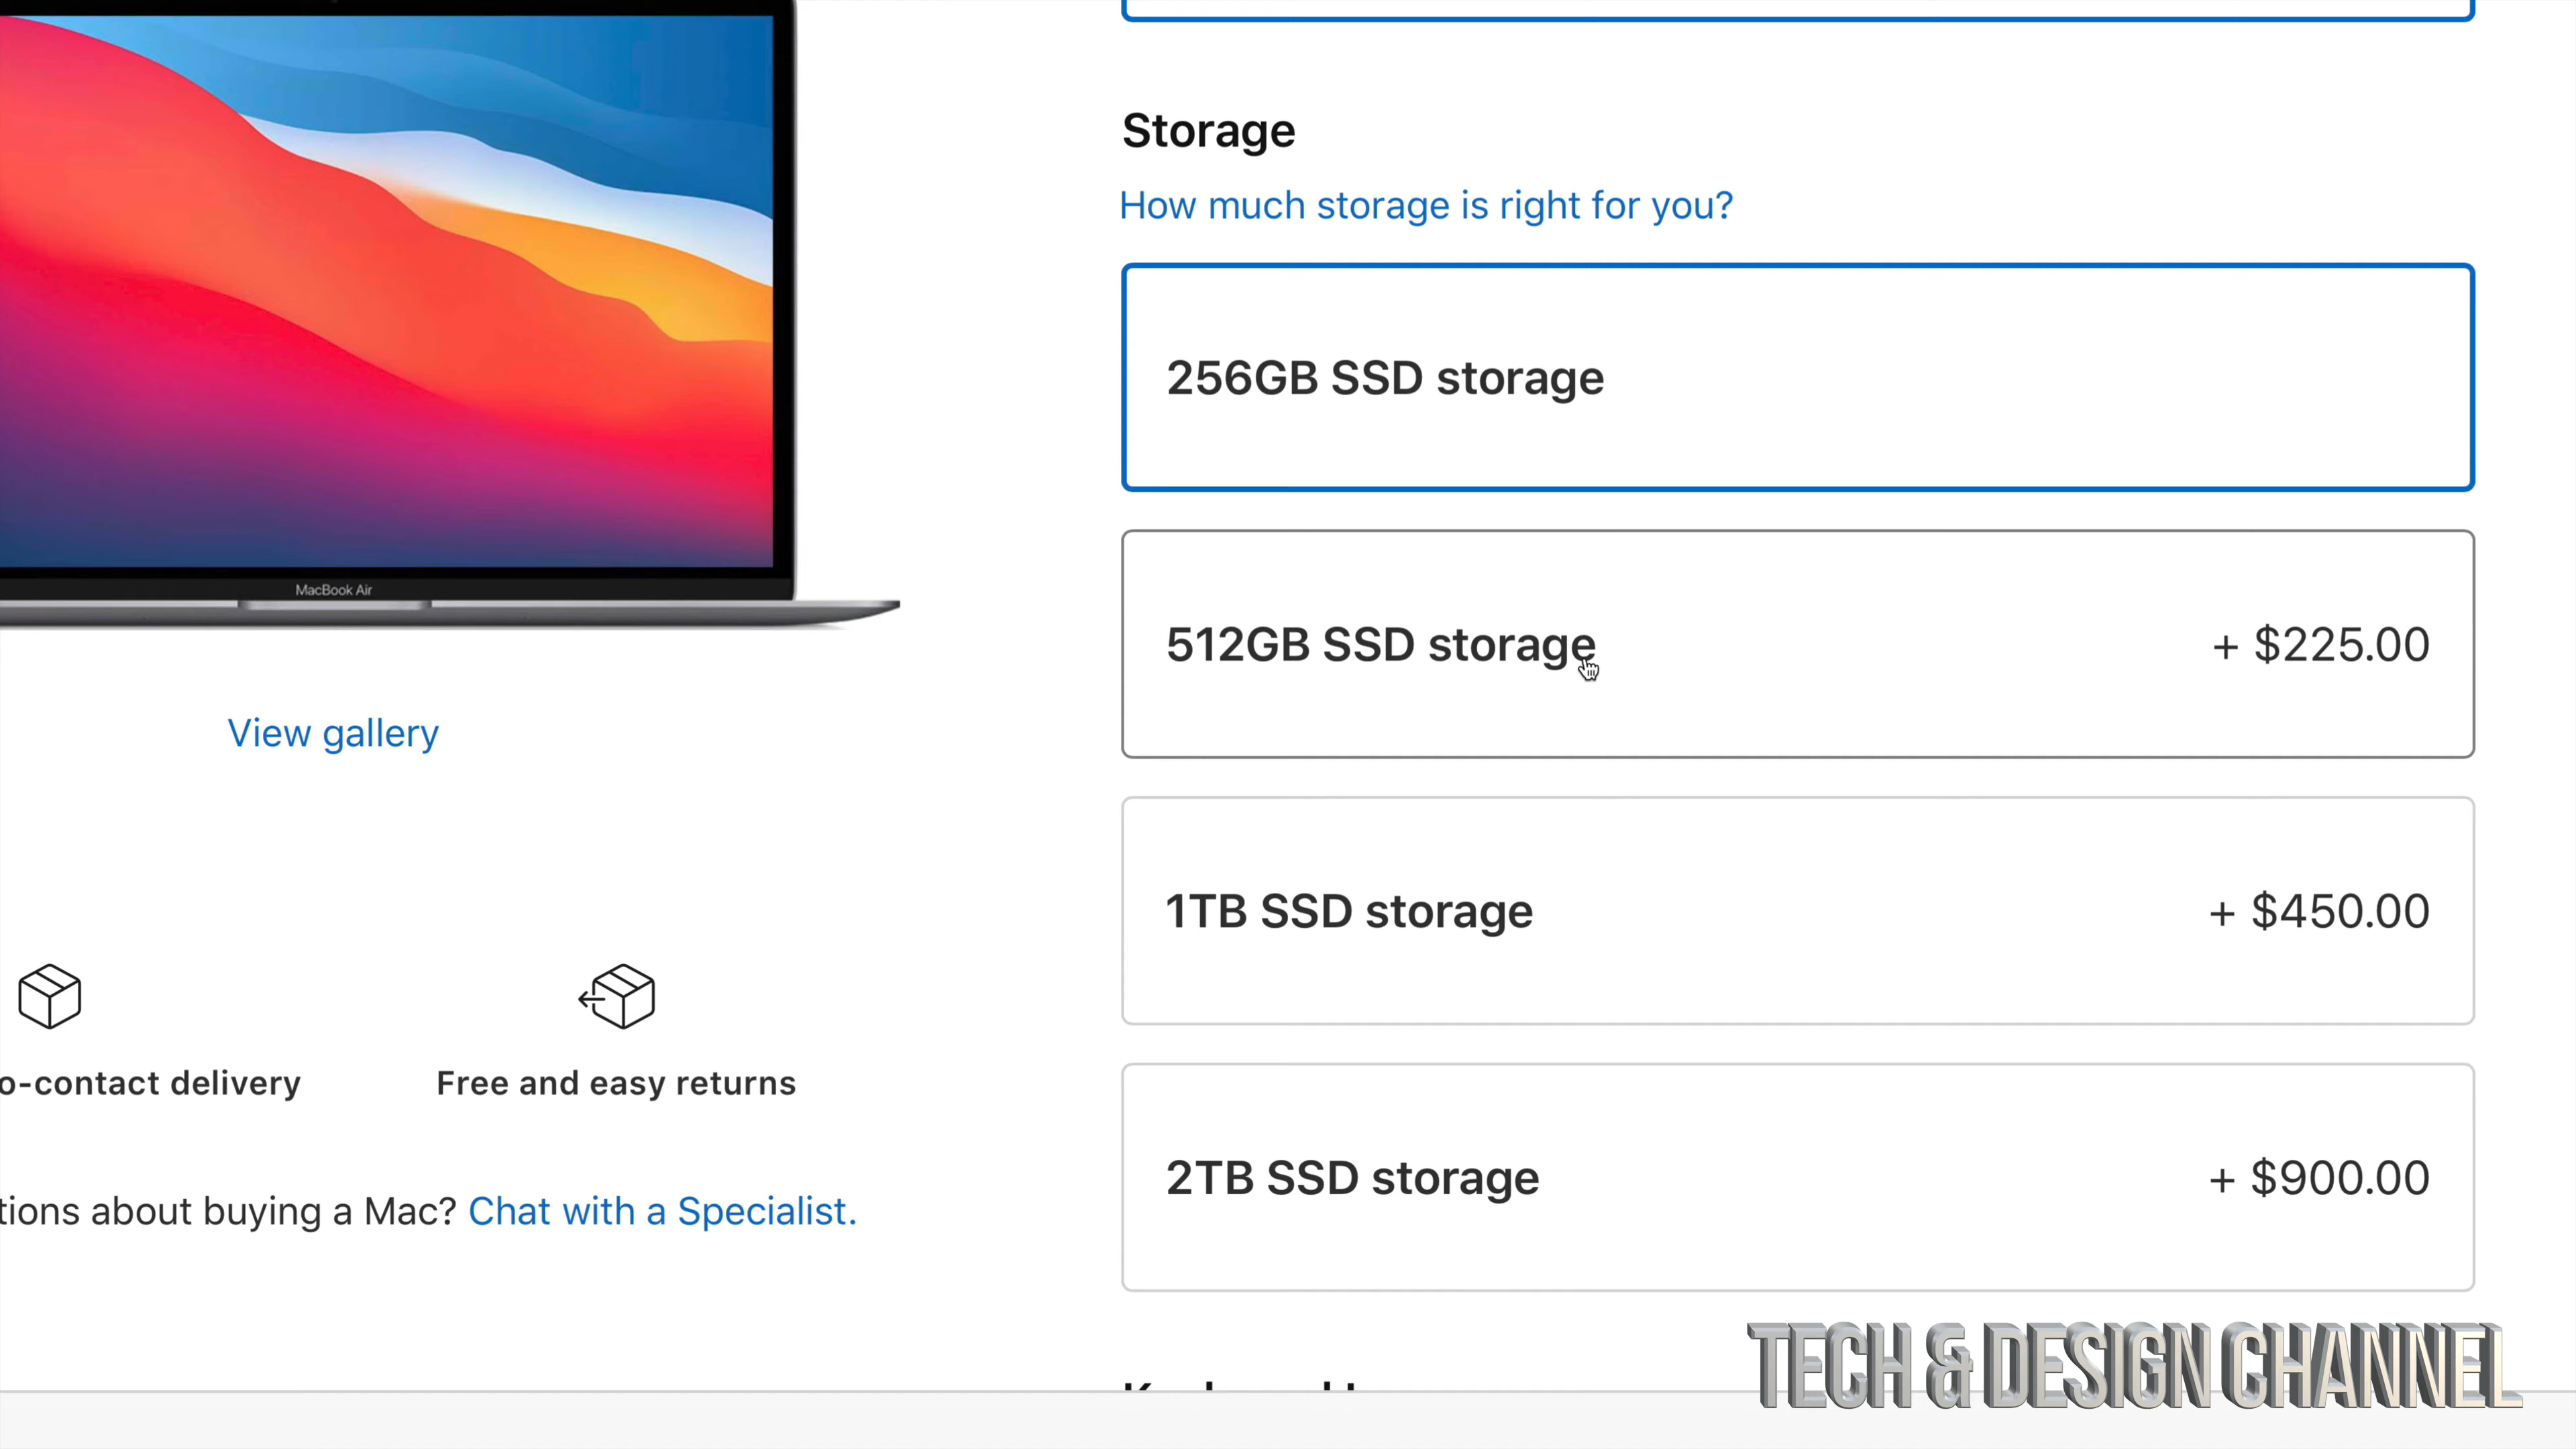 MacBook Air
View gallery
o-contact delivery
Free and easy returns
tions about buying a Mac? Chat with a Specialist.
Storage
How much storage is right for you?
256GB SSD storage
512GB SSD storage + $225.00
1TB SSD storage + $450.00
2TB SSD storage + $900.00
TECH & DESIGN CHANNEL